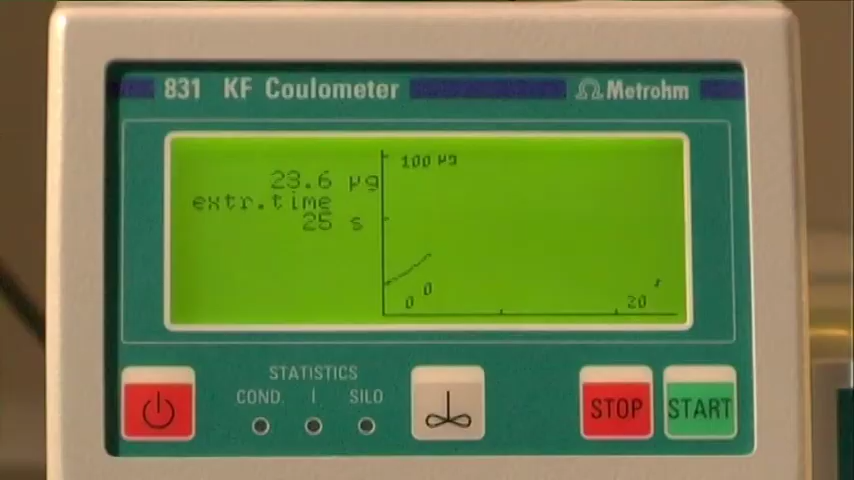 831 KF Coulometer
Metrohm
100 µg
23.6 µg
extr.time
25 s
0 0
20
STATISTICS
COND. I SILO
STOP
START